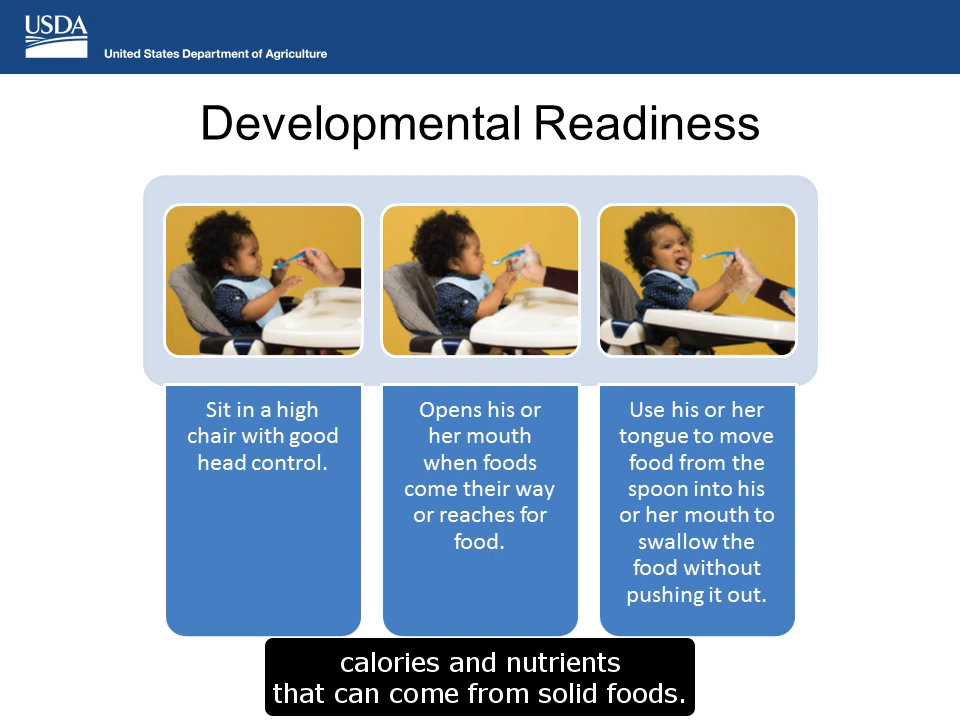 USDA
United States Department of Agriculture
Developmental Readiness
Sit in a high
chair with good
head control.
Opens his or
her mouth
when foods
come their way
or reaches for
food.
Use his or her
tongue to move
food from the
spoon into his
or her mouth to
swallow the
food without
pushing it out.
calories and nutrients
that can come from solid foods.